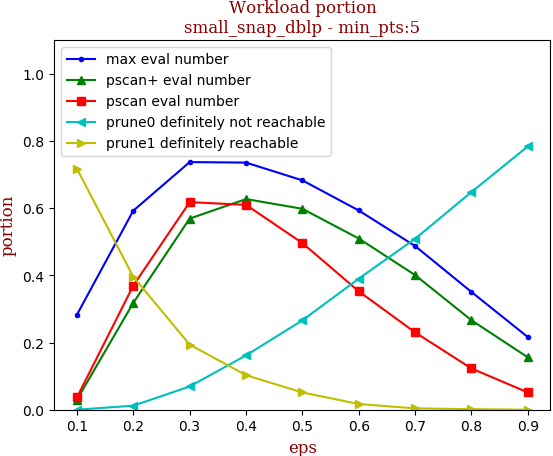 Workload portion
small_snap_dblp - min_pts:5
max eval number
pscan+ eval number
pscan eval number
prune0 definitely not reachable
prune1 definitely reachable
portion
1.0
0.8
0.6
0.4
0.2
0.0
0.1 0.2 0.3 0.4 0.5 0.6 0.7 0.8 0.9
eps